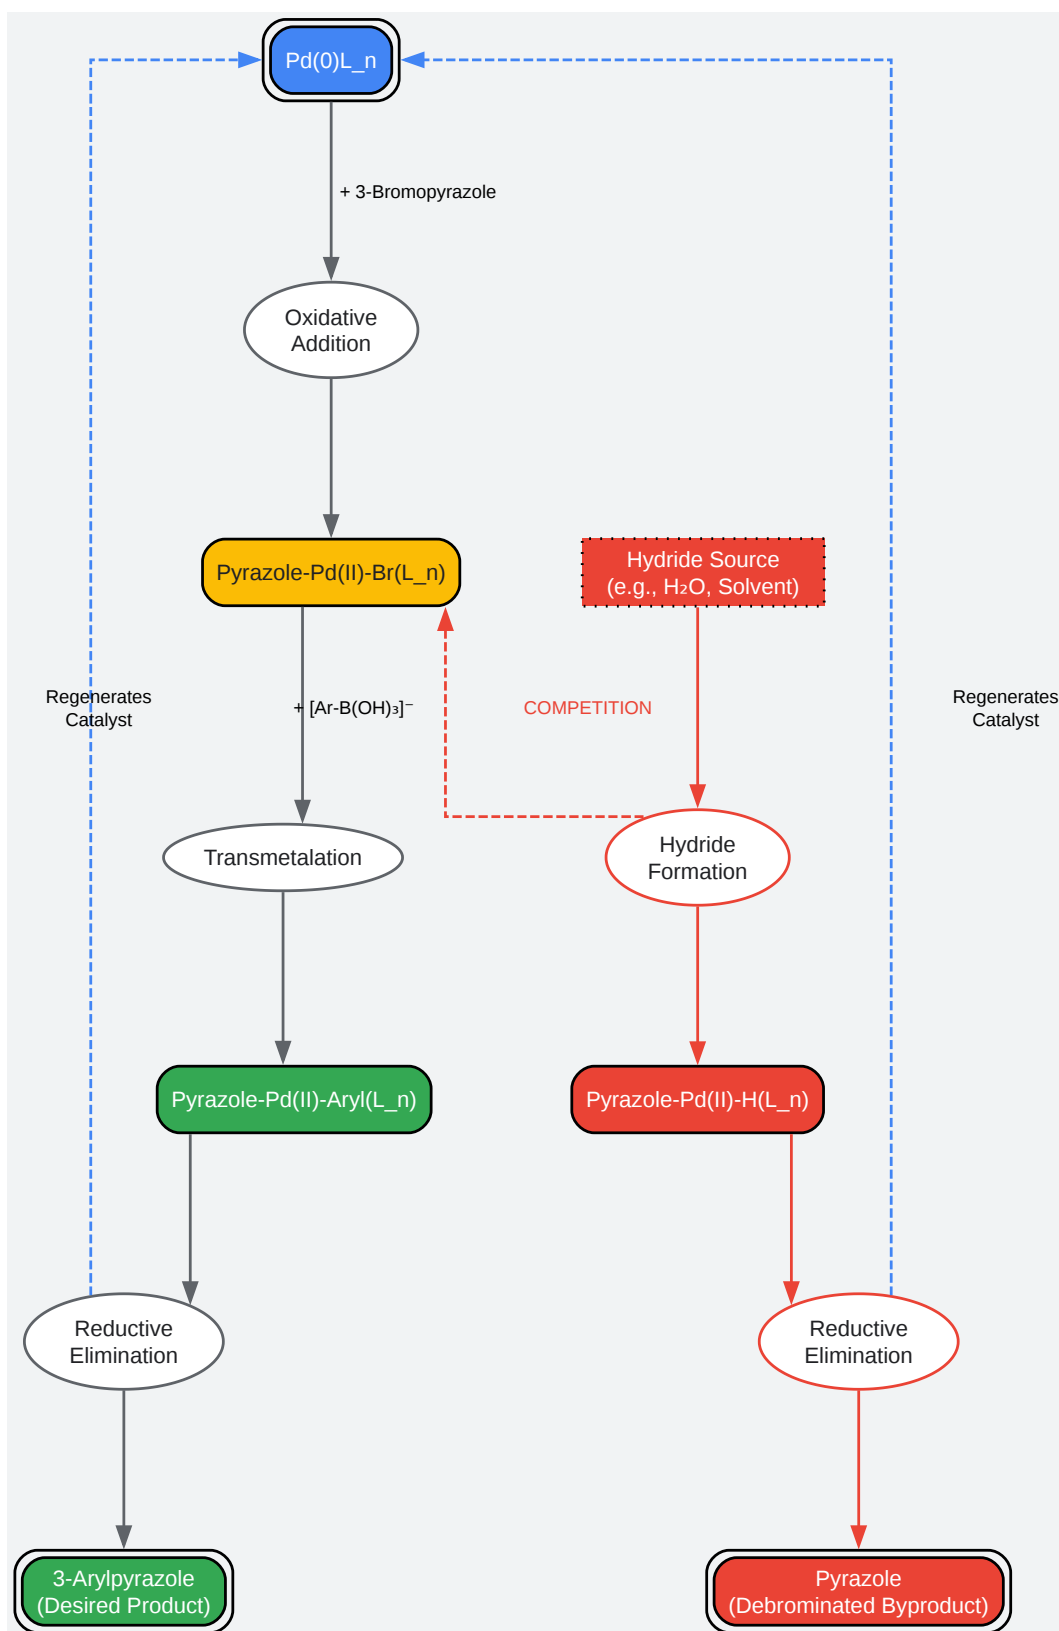 Pd(0)L_n
+ 3-Bromopyrazole
Oxidative
Addition
Pyrazole-Pd(II)-Br(L_n)
Hydride Source
(e.g., H₂O, Solvent)
Regenerates
Catalyst
+ [Ar-B(OH)₃]⁻
COMPETITION
Regenerates
Catalyst
Transmetalation
Hydride
Formation
Pyrazole-Pd(II)-Aryl(L_n)
Pyrazole-Pd(II)-H(L_n)
Reductive
Elimination
Reductive
Elimination
3-Arylpyrazole
(Desired Product)
Pyrazole
(Debrominated Byproduct)